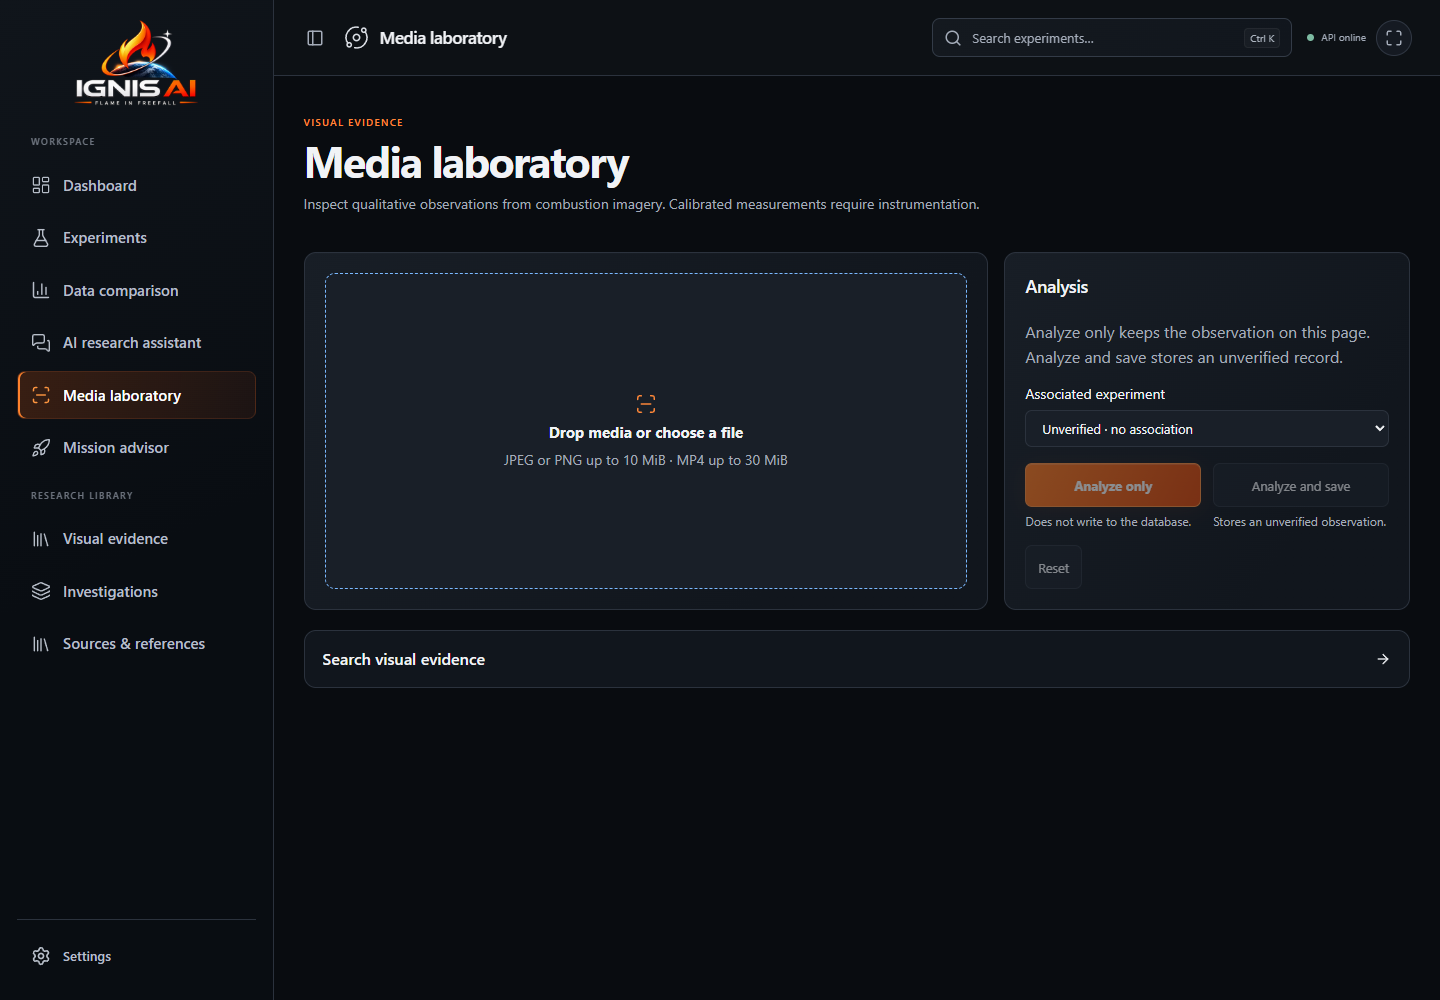 IGNIS AI
FLAME IN FREEFALL
WORKSPACE
Dashboard
Experiments
Data comparison
AI research assistant
Media laboratory
Mission advisor
RESEARCH LIBRARY
Visual evidence
Investigations
Sources & references
Settings
Media laboratory
Search experiments...
Ctrl K
API online
VISUAL EVIDENCE
Media laboratory
Inspect qualitative observations from combustion imagery. Calibrated measurements require instrumentation.
Drop media or choose a file
JPEG or PNG up to 10 MiB · MP4 up to 30 MiB
Analysis
Analyze only keeps the observation on this page.
Analyze and save stores an unverified record.
Associated experiment
Unverified · no association
Analyze only
Analyze and save
Does not write to the database.
Stores an unverified observation.
Reset
Search visual evidence